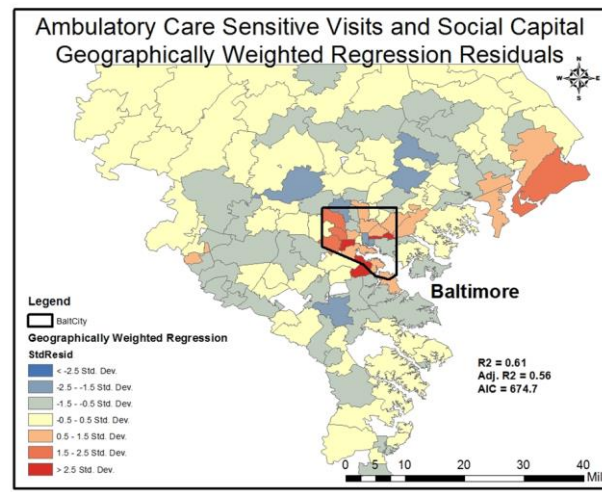 Ambulatory Care Sensitive Visits and Social Capital
Geographically Weighted Regression Residuals
N
W E
S
Baltimore
Legend
BaltCity
Geographically Weighted Regression
StdResid
< -2.5 Std. Dev.
-2.5 - -1.5 Std. Dev.
-1.5 - -0.5 Std. Dev.
-0.5 - 0.5 Std. Dev.
0.5 - 1.5 Std. Dev.
1.5 - 2.5 Std. Dev.
> 2.5 Std. Dev.
R2 = 0.61
Adj. R2 = 0.56
AIC = 674.7
0 5 10 20 30 40
Mil